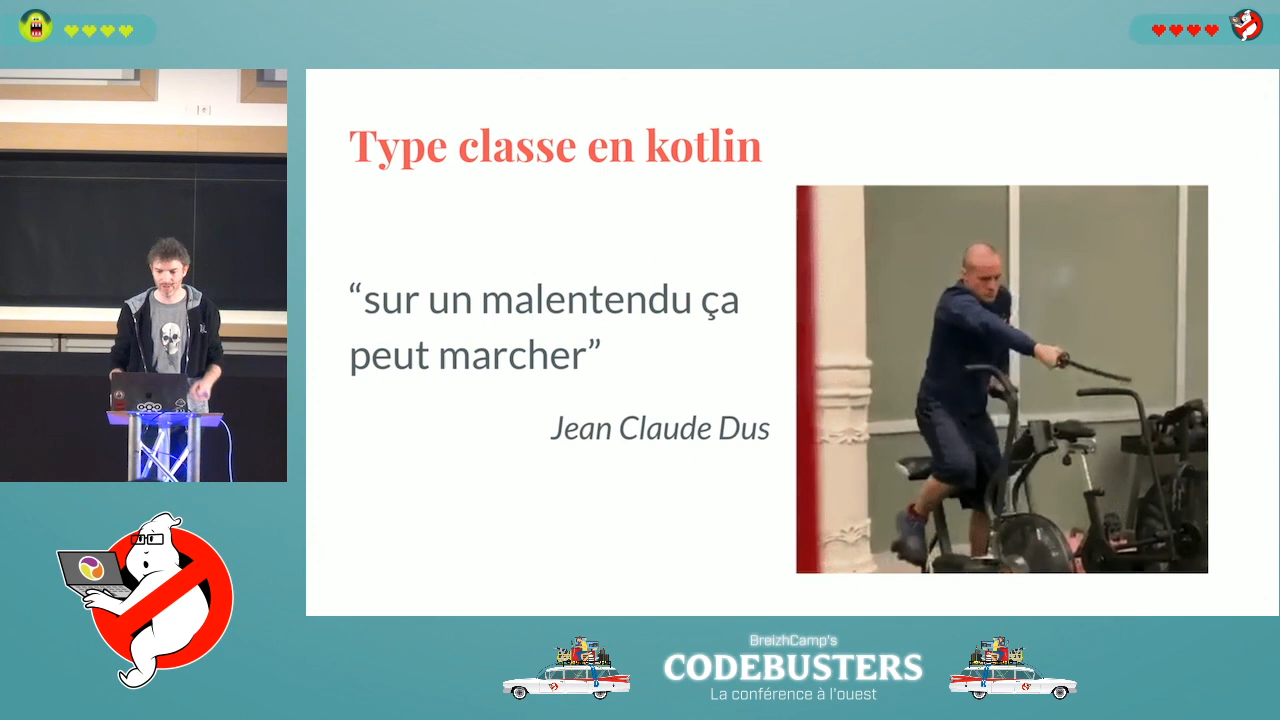 Type classe en kotlin
“sur un malentendu ça
peut marcher”
Jean Claude Dus
BreizhCamp's
CODEBUSTERS
La conférence à l'ouest